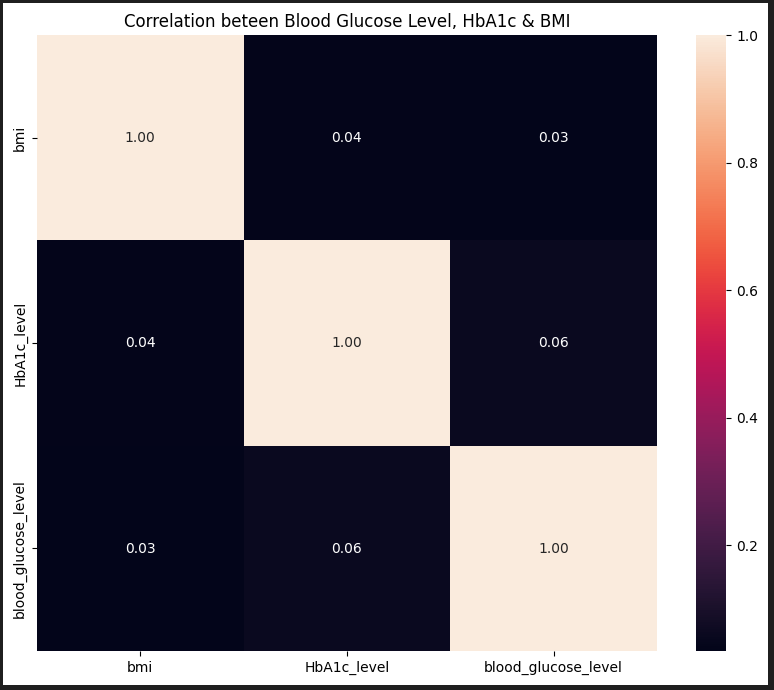 Correlation beteen Blood Glucose Level, HbA1c & BMI
bmi
1.00
0.04
0.03
HbA1c_level
0.04
1.00
0.06
blood_glucose_level
0.03
0.06
1.00
bmi
HbA1c_level
blood_glucose_level
1.0
0.8
0.6
0.4
0.2